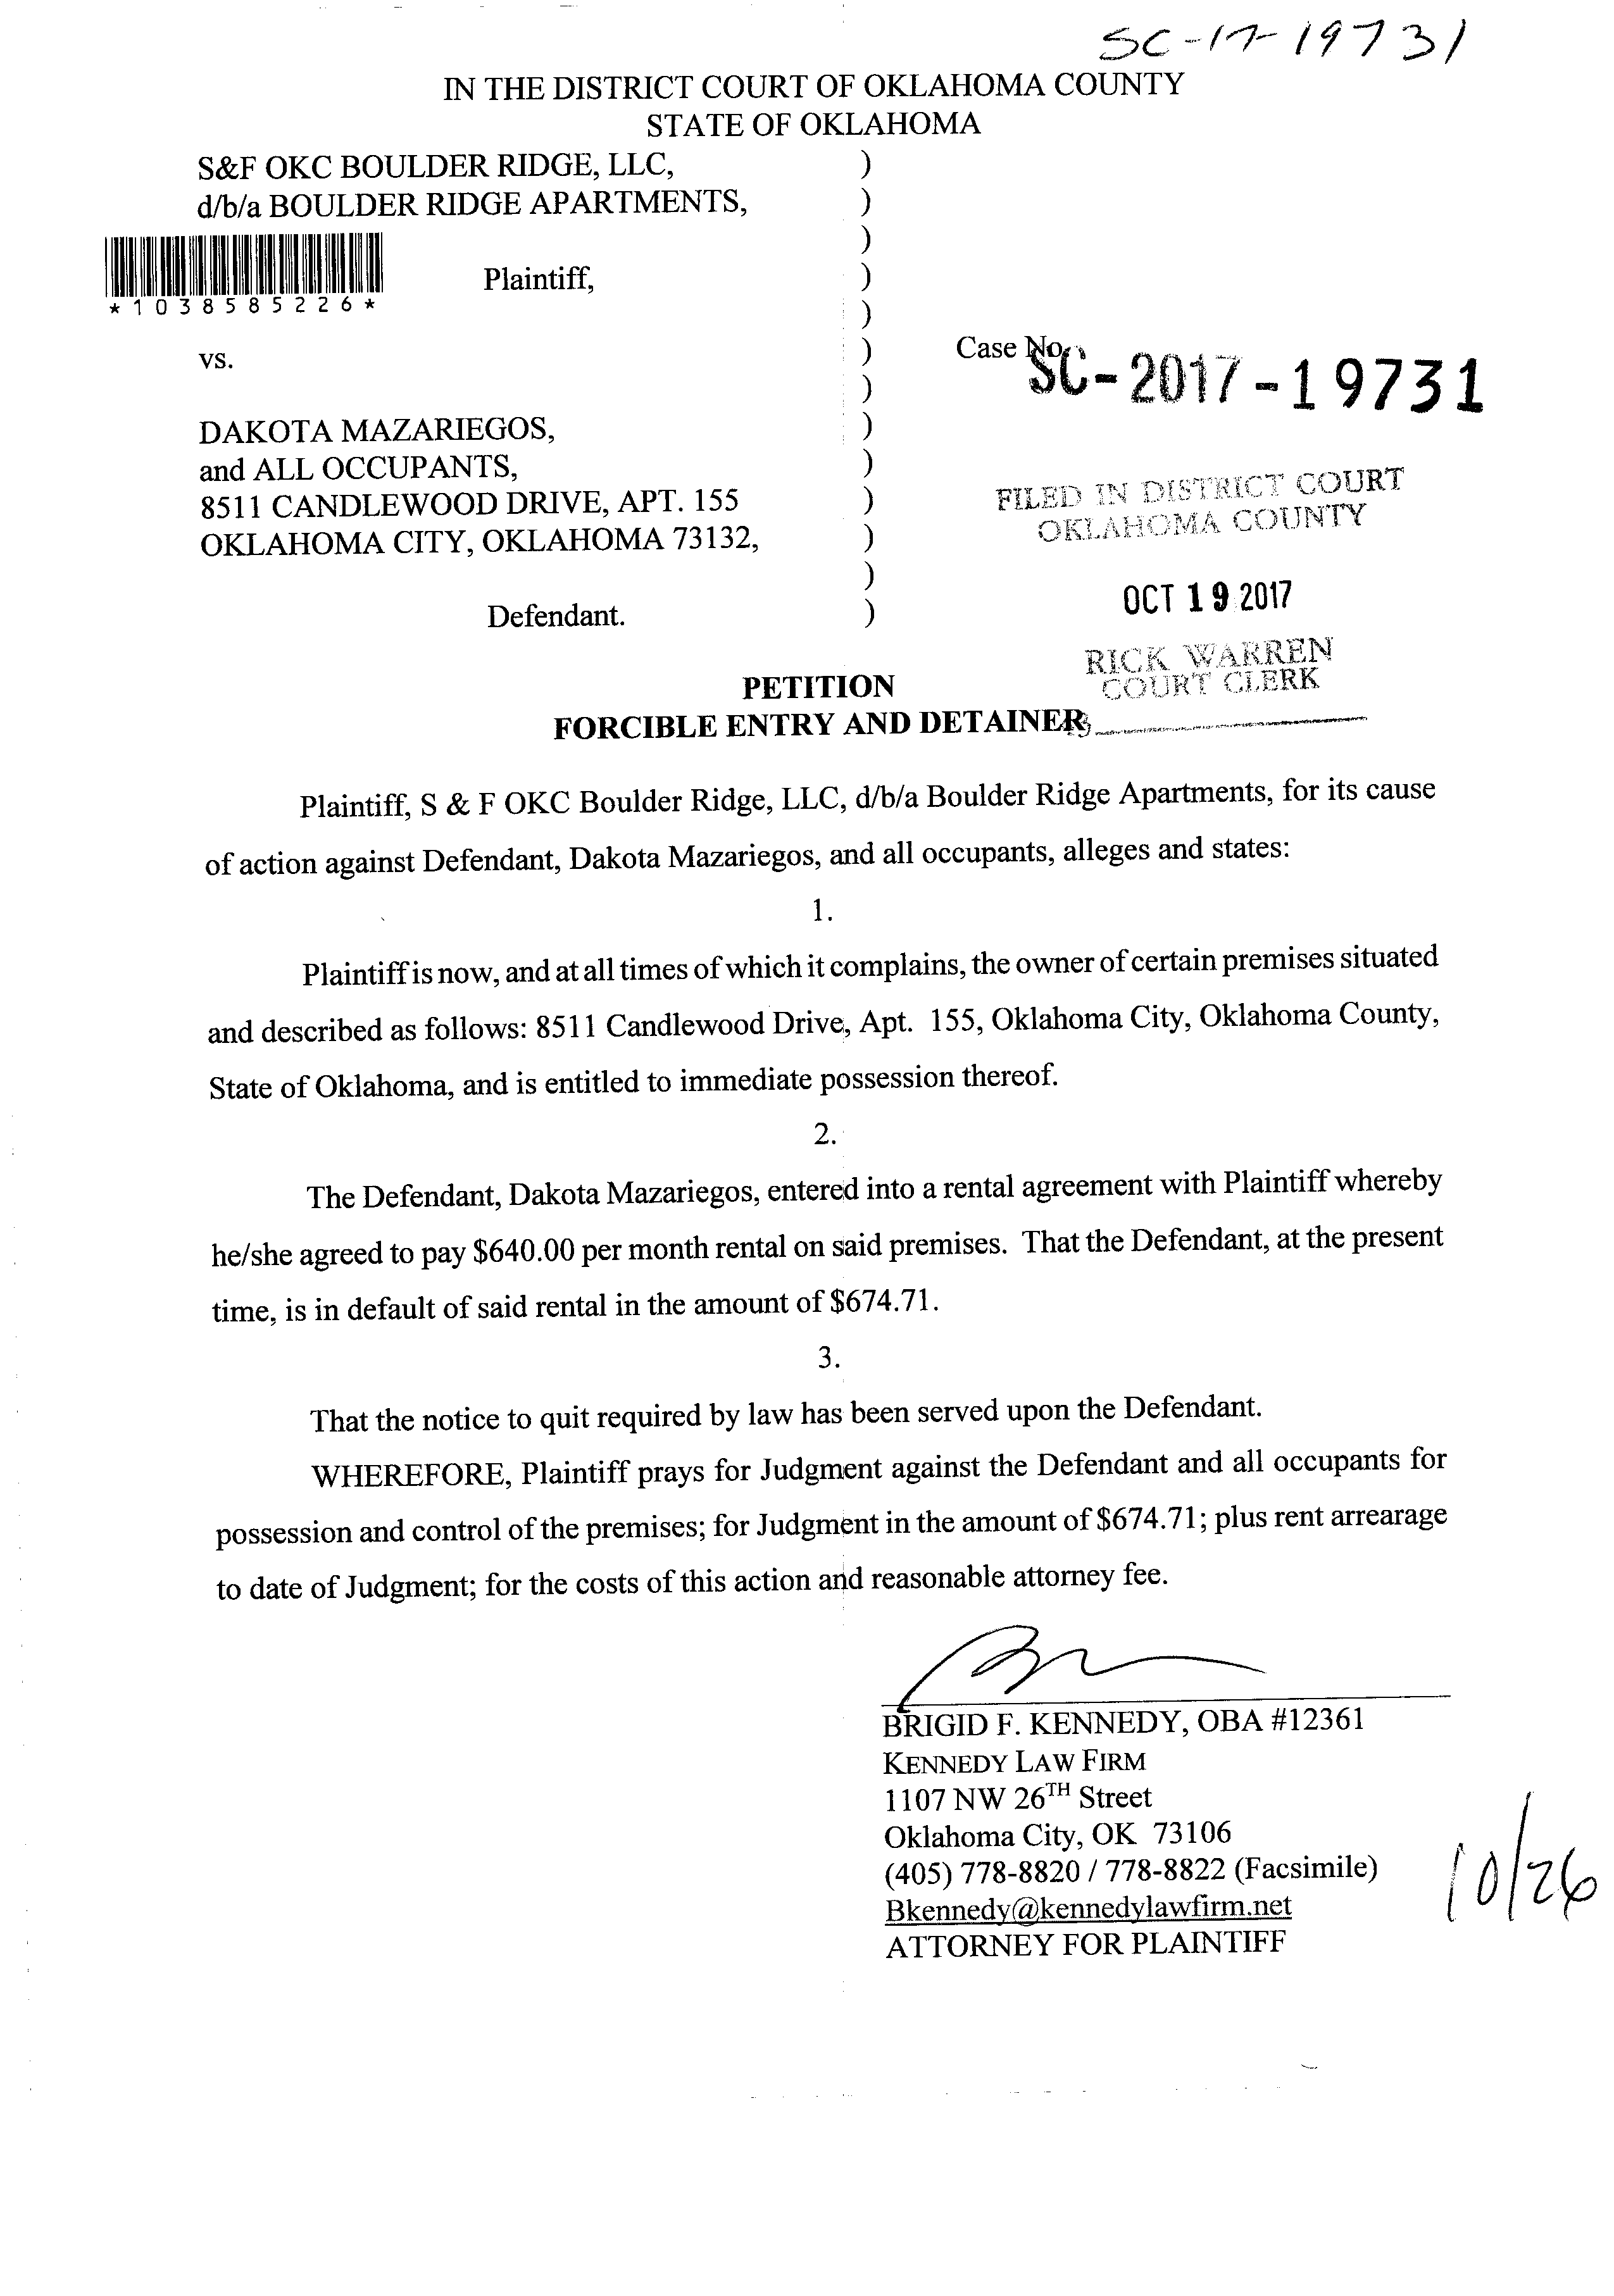 SC-17-19731
IN THE DISTRICT COURT OF OKLAHOMA COUNTY
STATE OF OKLAHOMA
S&F OKC BOULDER RIDGE, LLC, )
d/b/a BOULDER RIDGE APARTMENTS, )
)
Plaintiff, )
*1038585226*
)
vs. )
Case No.
SC-2017-19731
)
DAKOTA MAZARIEGOS, )
and ALL OCCUPANTS, )
8511 CANDLEWOOD DRIVE, APT. 155 )
OKLAHOMA CITY, OKLAHOMA 73132, )
)
Defendant. )
FILED IN DISTRICT COURT
OKLAHOMA COUNTY
OCT 19 2017
RICK WARREN
COURT CLERK
PETITION
FORCIBLE ENTRY AND DETAINER
Plaintiff, S & F OKC Boulder Ridge, LLC, d/b/a Boulder Ridge Apartments, for its cause
of action against Defendant, Dakota Mazariegos, and all occupants, alleges and states:
1.
Plaintiff is now, and at all times of which it complains, the owner of certain premises situated
and described as follows: 8511 Candlewood Drive, Apt. 155, Oklahoma City, Oklahoma County,
State of Oklahoma, and is entitled to immediate possession thereof.
2.
The Defendant, Dakota Mazariegos, entered into a rental agreement with Plaintiff whereby
he/she agreed to pay $640.00 per month rental on said premises. That the Defendant, at the present
time, is in default of said rental in the amount of $674.71.
3.
That the notice to quit required by law has been served upon the Defendant.
WHEREFORE, Plaintiff prays for Judgment against the Defendant and all occupants for
possession and control of the premises; for Judgment in the amount of $674.71; plus rent arrearage
to date of Judgment; for the costs of this action and reasonable attorney fee.
BRIGID F. KENNEDY, OBA #12361
KENNEDY LAW FIRM
1107 NW 26TH Street
Oklahoma City, OK 73106
(405) 778-8820 / 778-8822 (Facsimile)
Bkennedy@kennedylawfirm.net
ATTORNEY FOR PLAINTIFF
10/26